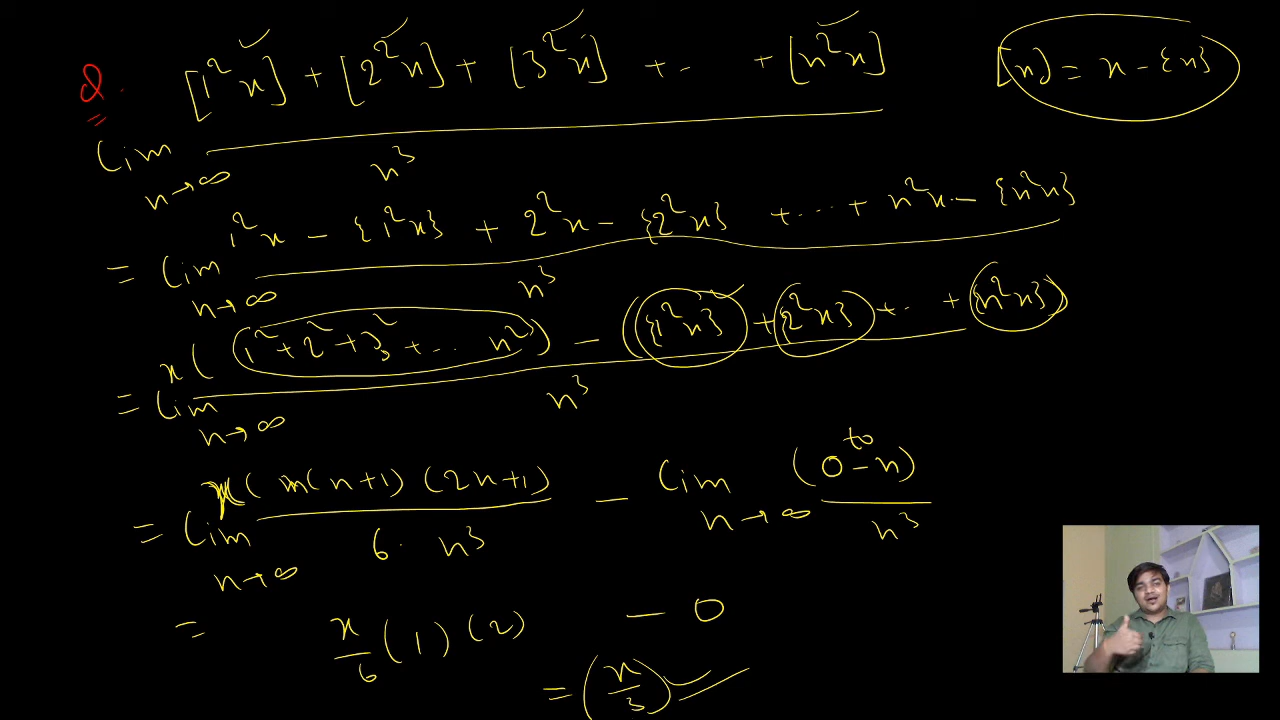 Q. [1²x] + [2²x] + [3²x] + .. + [n²x]
[x] = x - {x}
Lim n→∞ n³
= Lim n→∞ 1²x - {1²x} + 2²x - {2²x} + ... + n²x - {n²x}
n³
= Lim n→∞ x(1² + 2² + 3² + ... n²) - ({1²x} + {2²x} + .. + {n²x})
n³
= Lim n→∞ x(n(n+1)(2n+1) - Lim n→∞ (0 to - n)
6. n³ n³
= x/6 (1)(2) - 0
= (x/3)